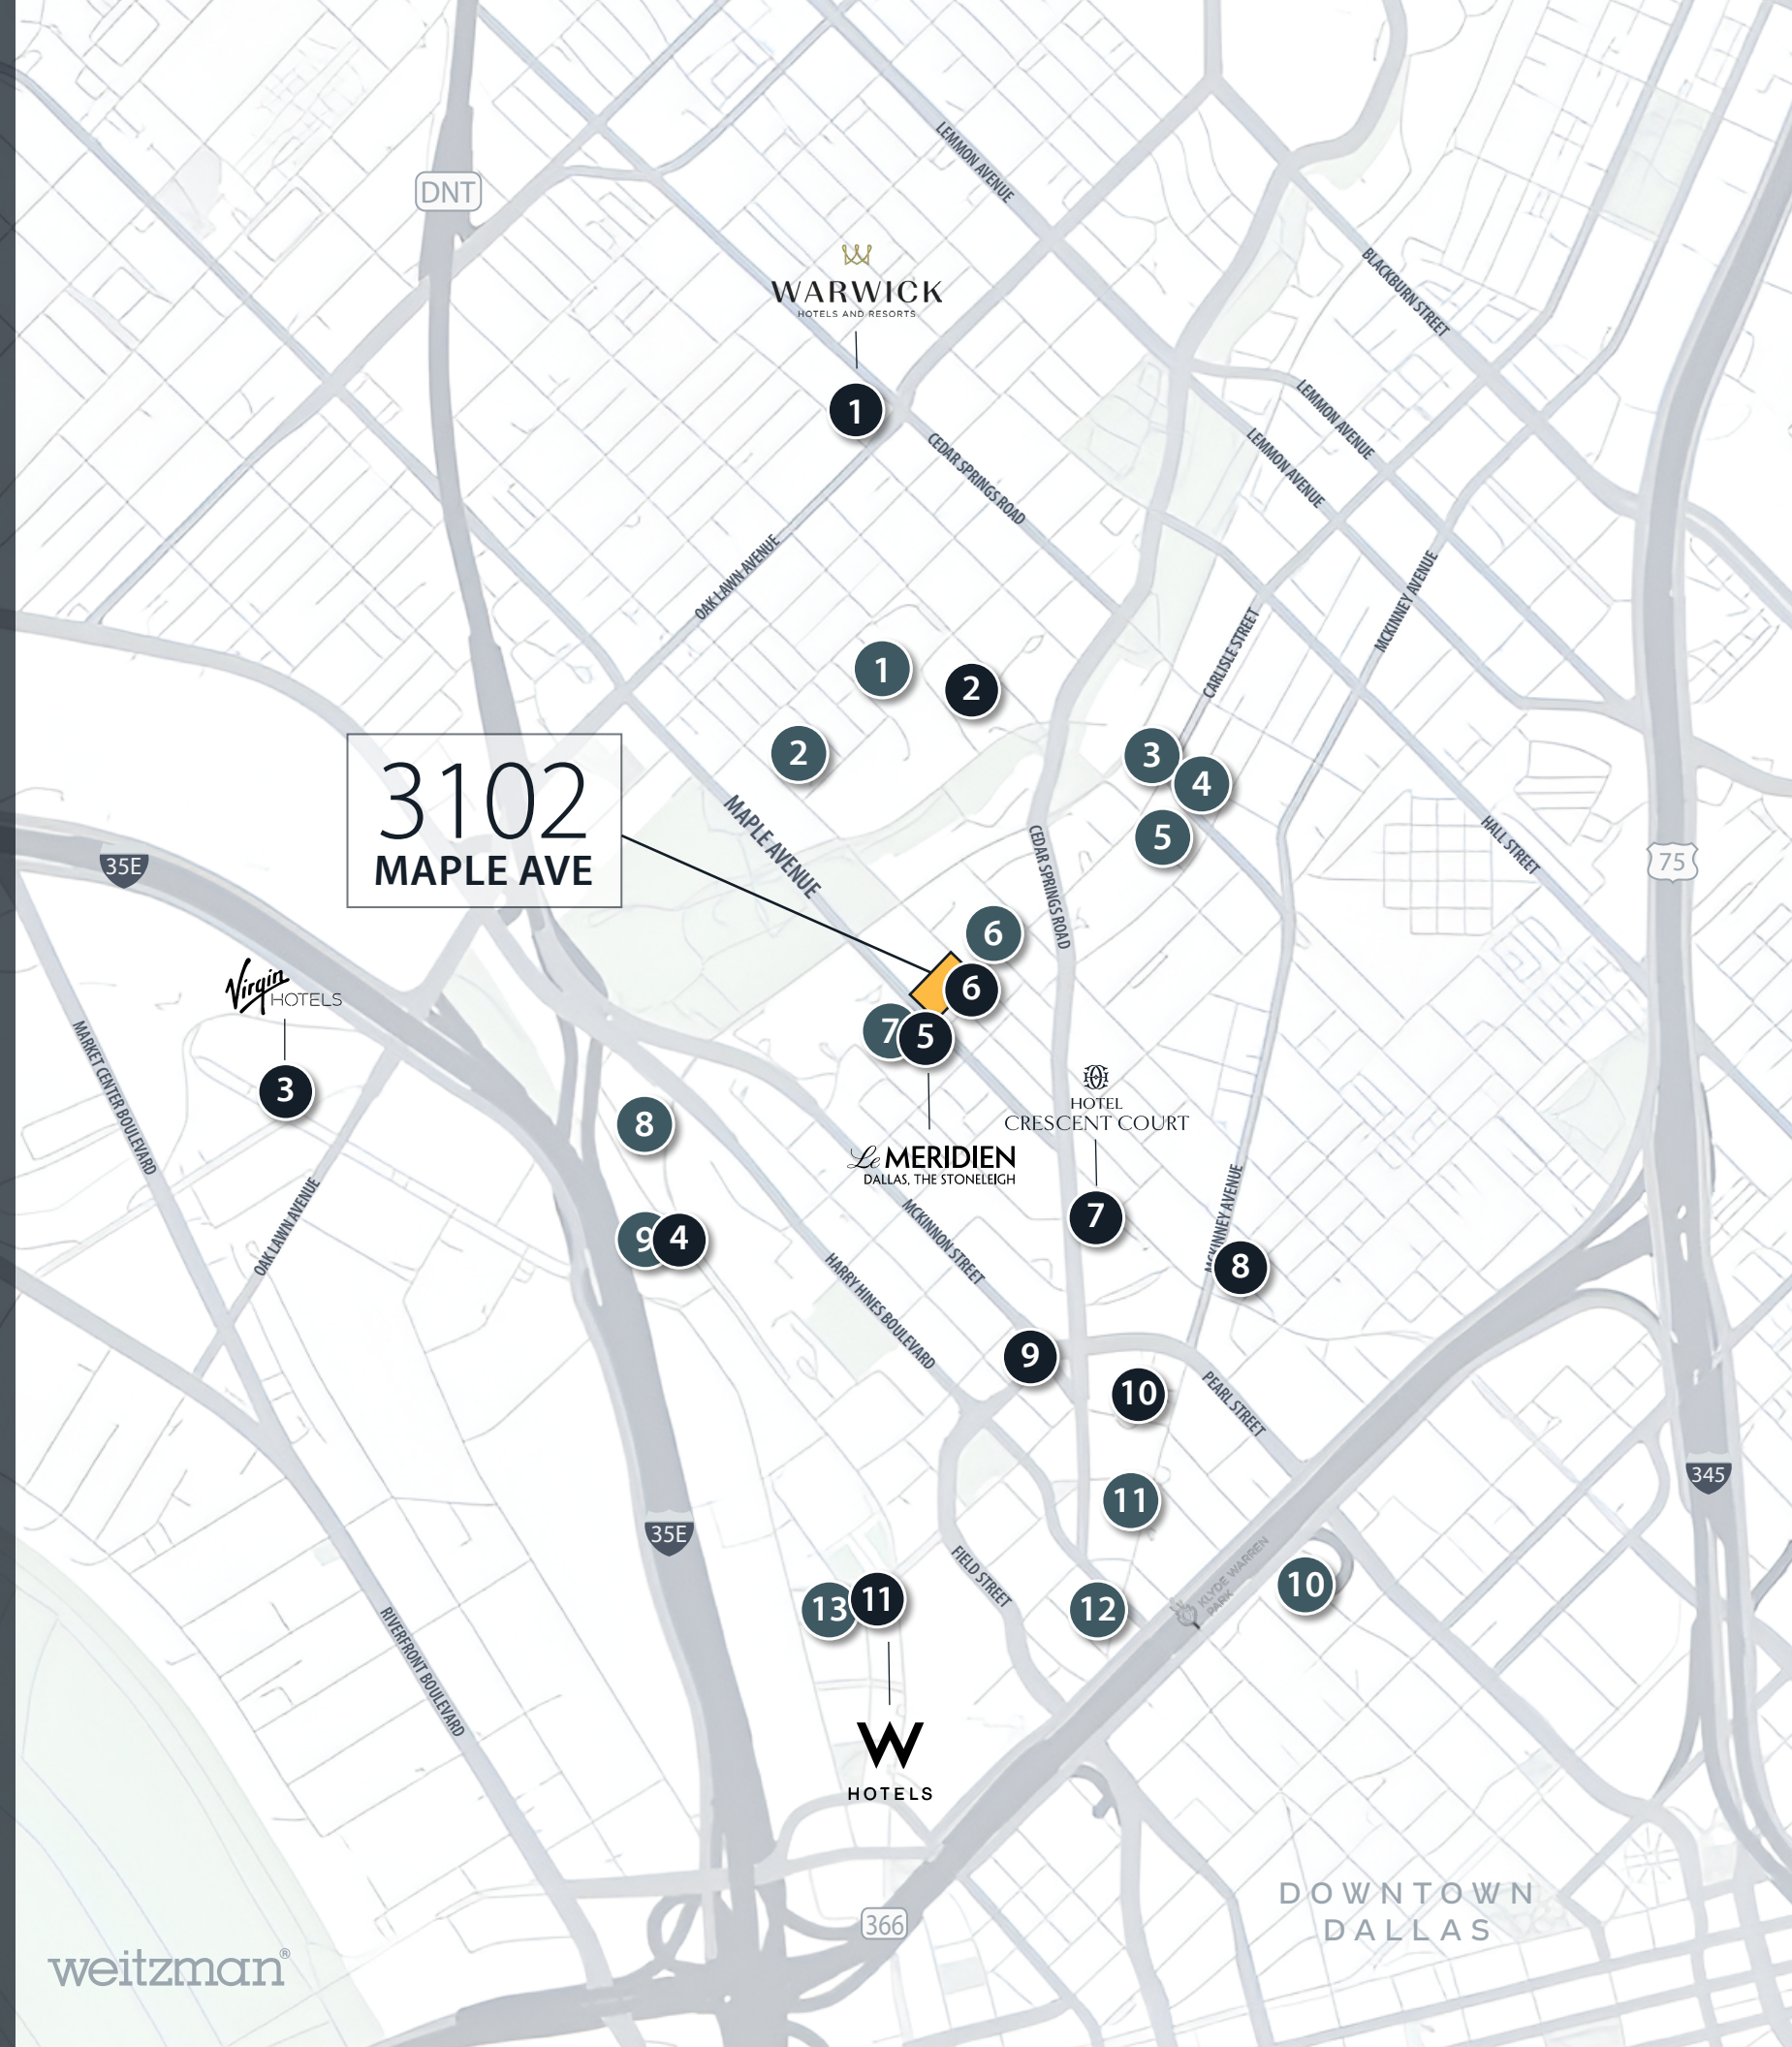 LEMMON AVENUE
DNT
WARWICK
HOTELS AND RESORTS
BLACKBURN STREET
1
LEMMON AVENUE
LEMMON AVENUE
CEDAR SPRINGS ROAD
OAK LAWN AVENUE
MCKINNEY AVENUE
CARLISLE STREET
1
2
2
3
4
5
3102
MAPLE AVE
MAPLE AVENUE
CEDAR SPRINGS ROAD
HALL STREET
75
35E
6
6
7
5
Virgin
HOTELS
3
MARKET CENTER BOULEVARD
HOTEL
CRESCENT COURT
8
Le MERIDIEN
DALLAS, THE STONELEIGH
7
MCKINNEY AVENUE
8
OAK LAWN AVENUE
9
4
MCKINNON STREET
HARRY HINES BOULEVARD
9
10
PEARL STREET
345
11
35E
FIELD STREET
KLYDE WARREN
PARK
10
13
11
12
RIVERFRONT BOULEVARD
W
HOTELS
DOWNTOWN
DALLAS
366
weitzman®